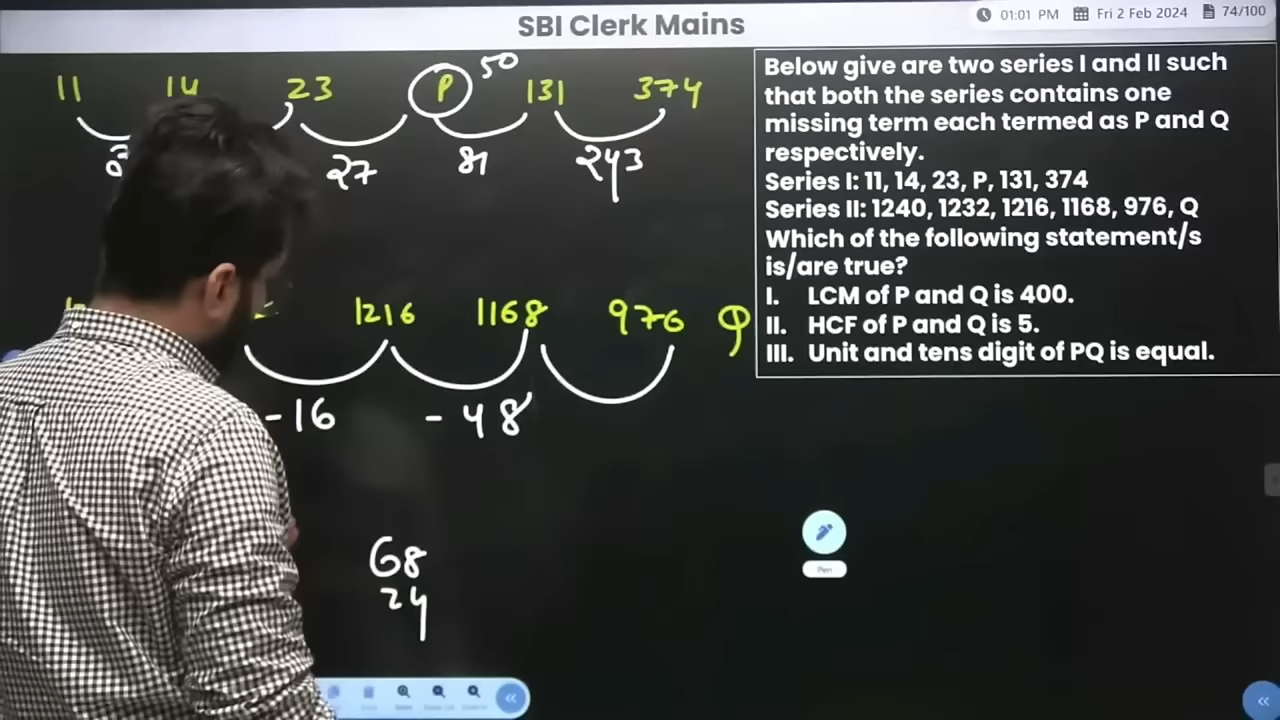 SBI Clerk Mains
01:01 PM Fri 2 Feb 2024 74/100
11 14 23 P 50 131 374
27 81 243
Below give are two series I and II such
that both the series contains one
missing term each termed as P and Q
respectively.
Series I: 11, 14, 23, P, 131, 374
Series II: 1240, 1232, 1216, 1168, 976, Q
Which of the following statement/s
is/are true?
I. LCM of P and Q is 400.
II. HCF of P and Q is 5.
III. Unit and tens digit of PQ is equal.
1216 1168 976 Q
-16 -48
68
24
Pen